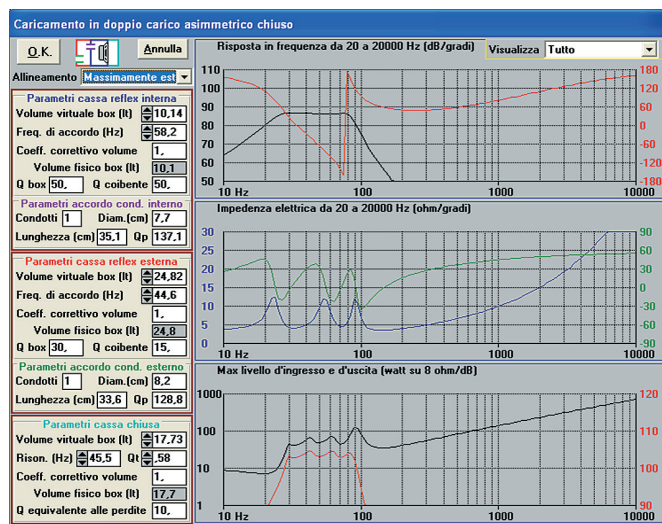 Caricamento in doppio carico asimmetrico chiuso
O.K.
Annulla
Allineamento Massimamente est
Parametri cassa reflex interna
Volume virtuale box (lt) 10,14
Freq. di accordo (Hz) 58,2
Coeff. correttivo volume 1,
Volume fisico box (lt) 10,1
Q box 50, Q coibente 50,
Parametri accordo cond. interno
Condotti 1 Diam.(cm) 7,7
Lunghezza (cm) 35,1 Qp 137,1
Parametri cassa reflex esterna
Volume virtuale box (lt) 24,82
Freq. di accordo (Hz) 44,6
Coeff. correttivo volume 1,
Volume fisico box (lt) 24,8
Q box 30, Q coibente 15,
Parametri accordo cond. esterno
Condotti 1 Diam.(cm) 8,2
Lunghezza (cm) 33,6 Qp 128,8
Parametri cassa chiusa
Volume virtuale box (lt) 17,73
Rison. (Hz) 45,5 Qt ,58
Coeff. correttivo volume 1,
Volume fisico box (lt) 17,7
Q equivalente alle perdite 10,
Risposta in frequenza da 20 a 20000 Hz (dB/gradi)
Visualizza Tutto
110 180
100 120
90 60
80 0
70 -60
60 -120
50 -180
10 Hz 100 1000 10000
Impedenza elettrica da 20 a 20000 Hz (ohm/gradi)
30 90
25 60
20 30
15 0
10 -30
5 -60
0 -90
10 Hz 100 1000 10000
Max livello d'ingresso e d'uscita (watt su 8 ohm/dB)
1000 120
100 110
10 100
1 90
10 Hz 100 1000 10000